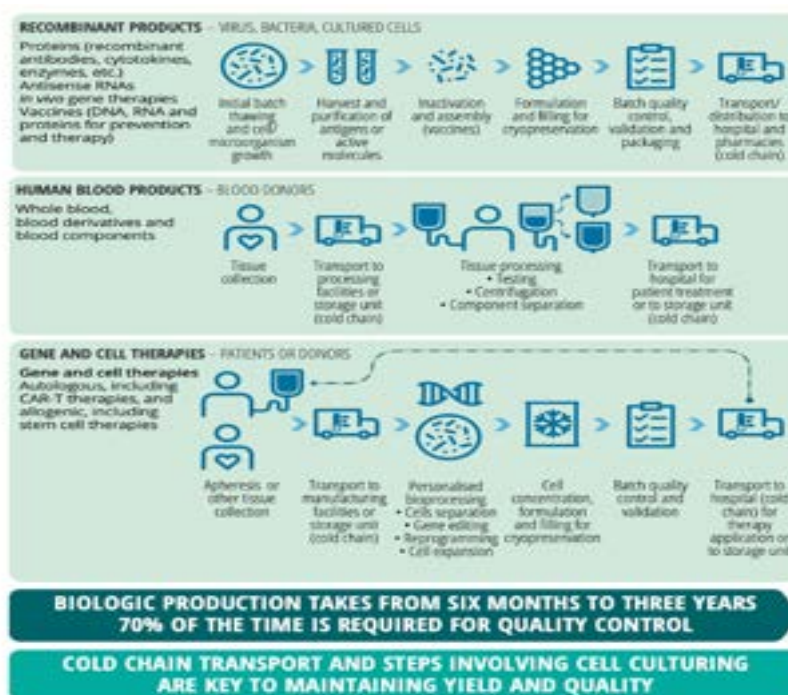 RECOMBINANT PRODUCTS – VIRUS, BACTERIA, CULTURED CELLS
Proteins (recombinant
antibodies, cytotokines,
enzymes, etc.)
Antisense RNAs
in vivo gene therapies
Vaccines (DNA, RNA and
proteins for prevention
and therapy)
Initial batch
thawing
and cell/
microorganism
growth
Harvest and
purification of
antigens or
active
molecules
Inactivation
and assembly
(vaccines)
Formulation
and filling for
cryopreservation
Batch quality
control,
validation and
packaging
Transport/
distribution to
hospital and
pharmacies
(cold chain)
HUMAN BLOOD PRODUCTS – BLOOD DONORS
Whole blood,
blood derivatives and
blood components
Tissue
collection
Transport to
processing
facilities or
storage unit
(cold chain)
Tissue processing
• Testing
• Centrifugation
• Component separation
Transport to
hospital for
patient treatment
or to storage unit
(cold chain)
GENE AND CELL THERAPIES – PATIENTS OR DONORS
Gene and cell therapies
Autologous, including
CAR-T therapies, and
allogenic, including
stem cell therapies
Apheresis or
other tissue
collection
Transport to
manufacturing
facilities or
storage unit
(cold chain)
Personalised
bioprocessing
• Cells separation
• Gene editing
• Reprogramming
• Cell expansion
Cell
concentration,
formulation
and filling for
cryopreservation
Batch quality
control and
validation
Transport to
hospital (cold
chain) for
therapy
application or
to storage unit
BIOLOGIC PRODUCTION TAKES FROM SIX MONTHS TO THREE YEARS
70% OF THE TIME IS REQUIRED FOR QUALITY CONTROL
COLD CHAIN TRANSPORT AND STEPS INVOLVING CELL CULTURING
ARE KEY TO MAINTAINING YIELD AND QUALITY